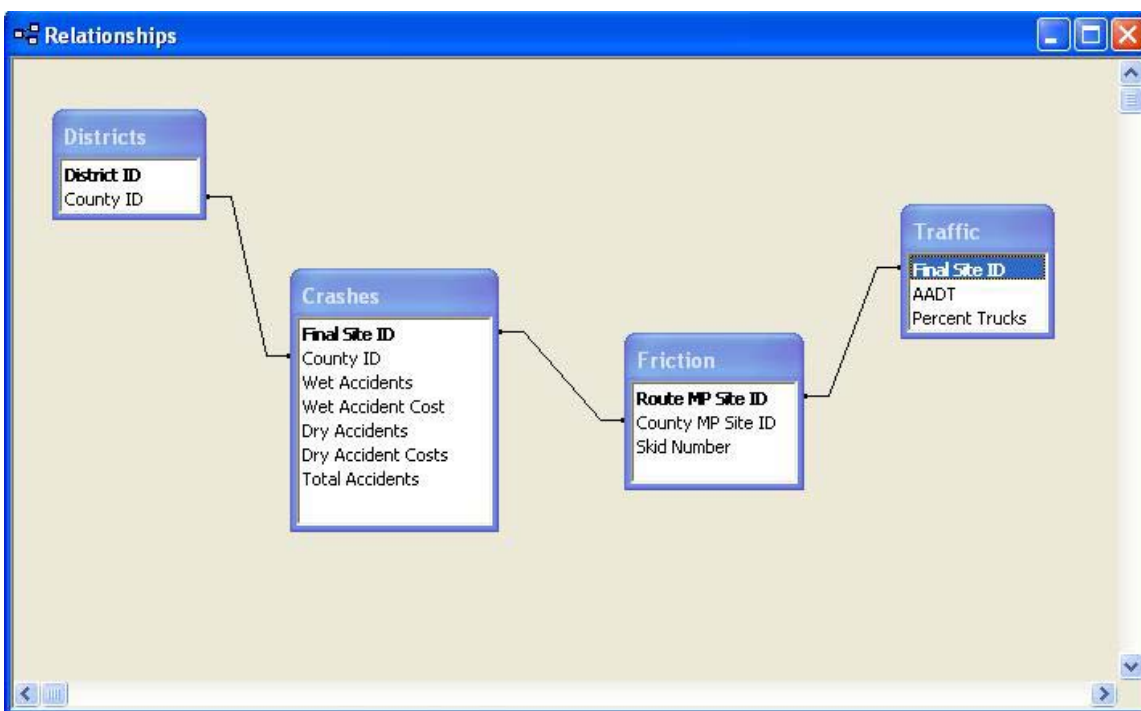 Relationships
Districts
District ID
County ID
Crashes
Final Site ID
County ID
Wet Accidents
Wet Accident Cost
Dry Accidents
Dry Accident Costs
Total Accidents
Friction
Route MP Site ID
County MP Site ID
Skid Number
Traffic
Final Site ID
AADT
Percent Trucks